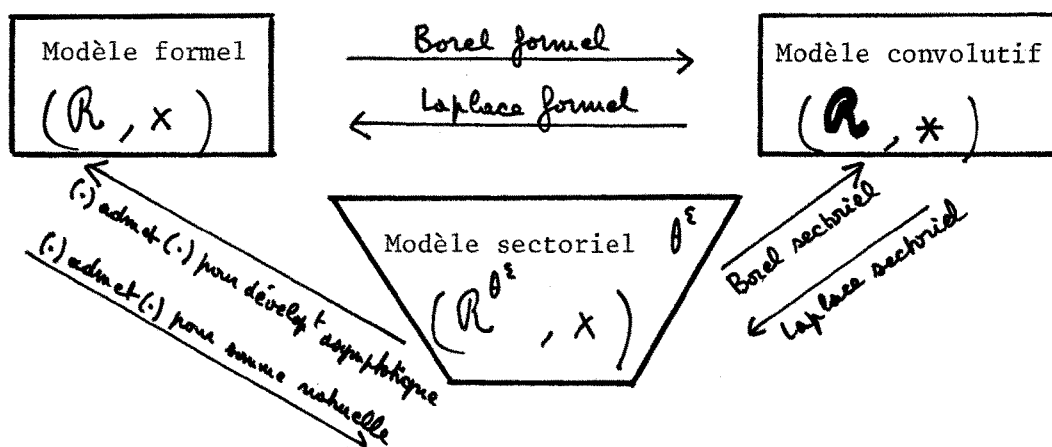 Modèle formel
(R, ×)
Borel formel
Laplace formel
Modèle convolutif
(R, *)
(.) admet (.) pour développt asymptotique
(.) admet (.) pour somme naturelle
Modèle sectoriel θ^ε
(R^θ^ε, ×)
Borel sectoriel
Laplace sectoriel